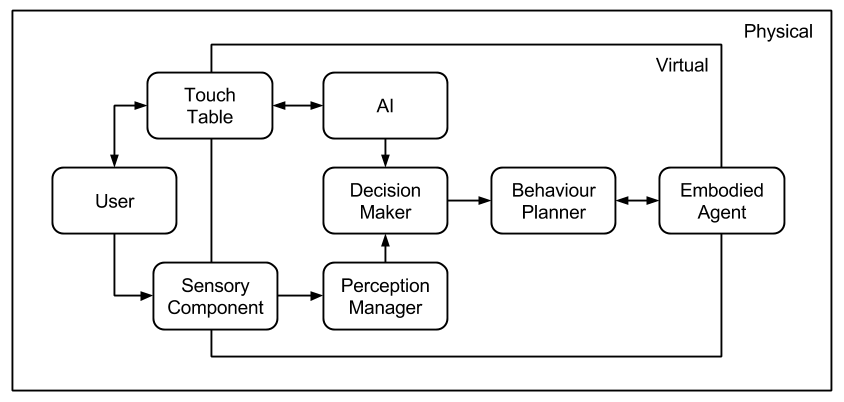 Physical
Virtual
Touch
Table
AI
User
Decision
Maker
Behaviour
Planner
Embodied
Agent
Sensory
Component
Perception
Manager